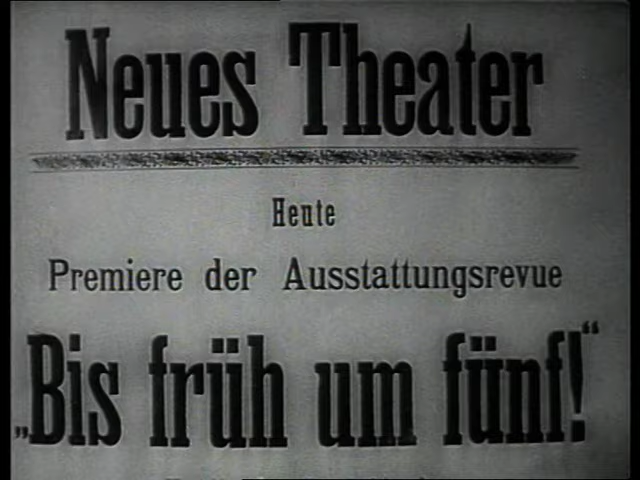 Neues Theater
Heute
Premiere der Ausstattungsrevue
„Bis früh um fünf!“